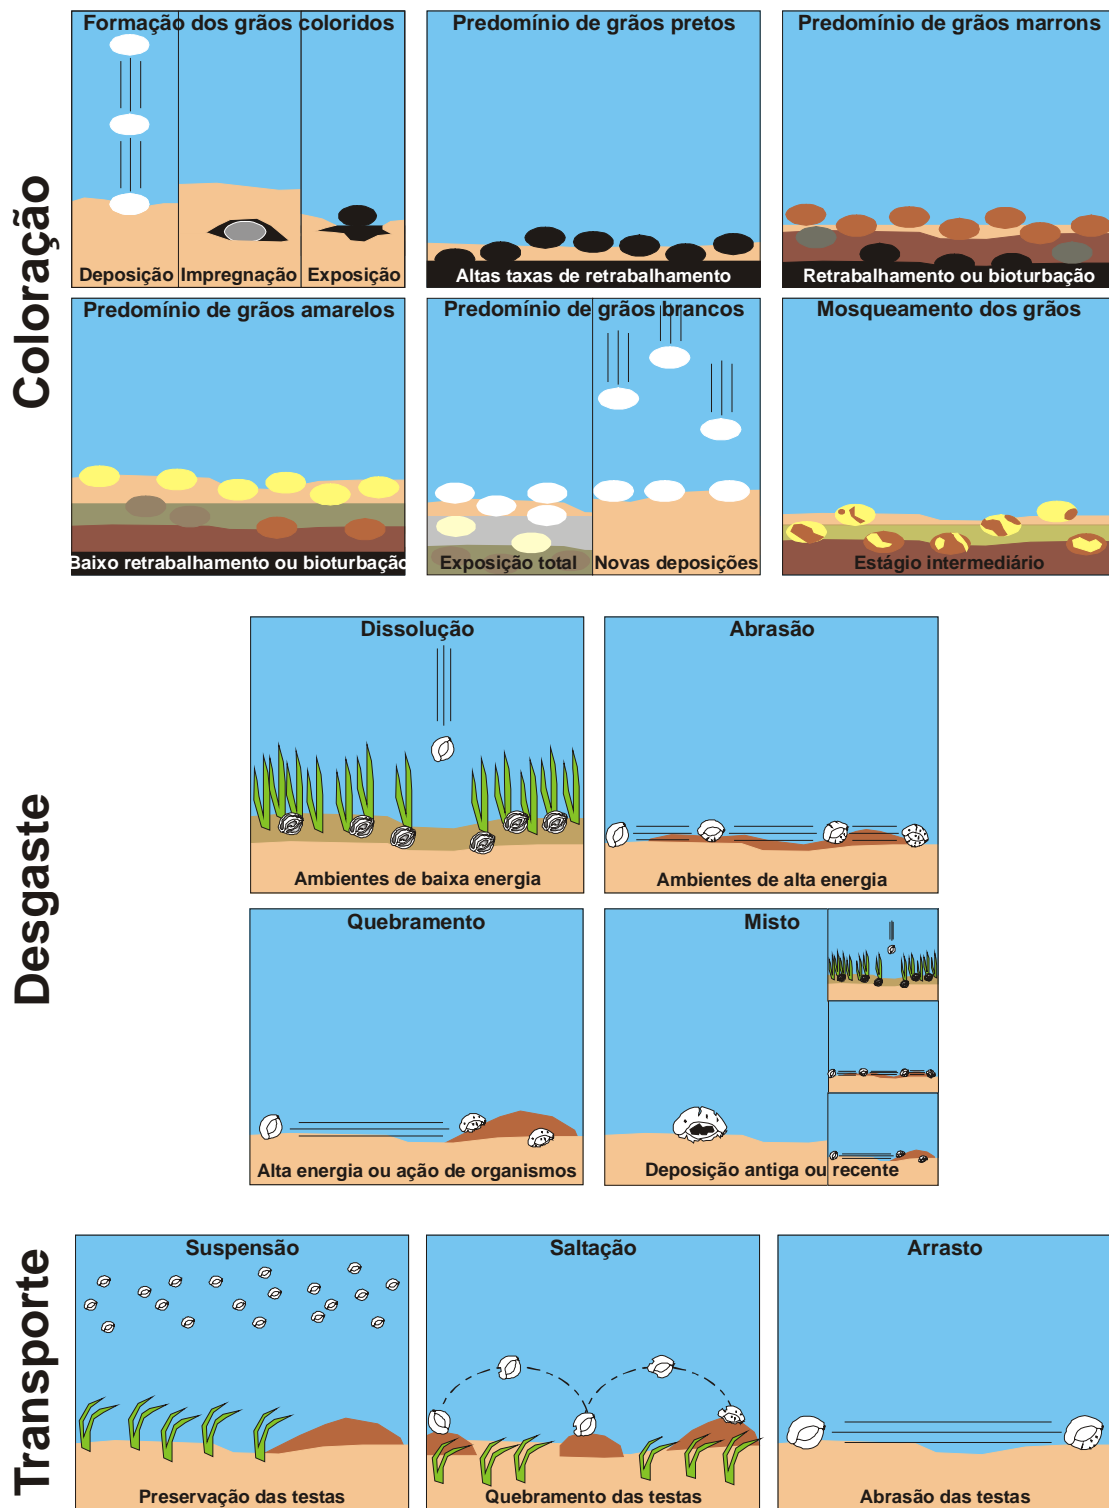 Coloração
Formação dos grãos coloridos
Deposição
Impregnação
Exposição
Predomínio de grãos pretos
Altas taxas de retrabalhamento
Predomínio de grãos marrons
Retrabalhamento ou bioturbação
Predomínio de grãos amarelos
Baixo retrabalhamento ou bioturbação
Predomínio de grãos brancos
Exposição total
Novas deposições
Mosqueamento dos grãos
Estágio intermediário
Desgaste
Dissolução
Ambientes de baixa energia
Abrasão
Ambientes de alta energia
Quebramento
Alta energia ou ação de organismos
Misto
Deposição antiga ou recente
Transporte
Suspensão
Preservação das testas
Saltação
Quebramento das testas
Arrasto
Abrasão das testas